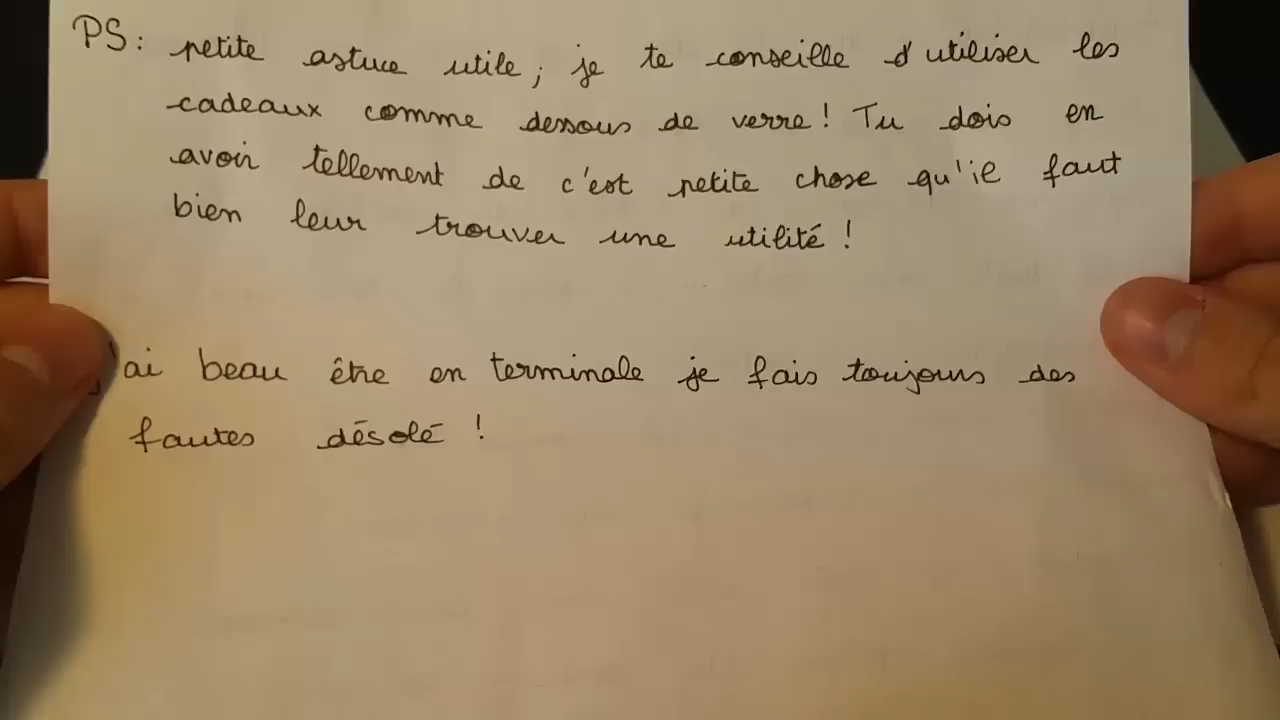 PS: petite astuce utile; je te conseille d'utiliser les
cadeaux comme dessous de verre! Tu dois en
avoir tellement de c'est petite chose qu'il faut
bien leur trouver une utilité!
j'ai beau être en terminale je fais toujours des
fautes désolé!